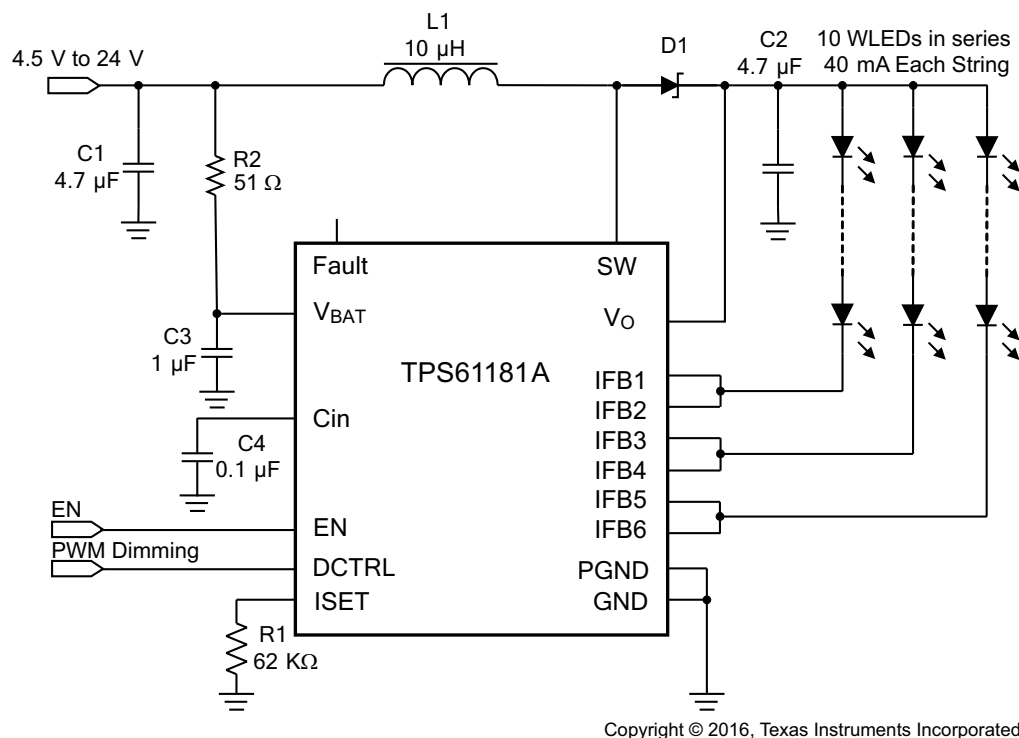 L1
10 µH
4.5 V to 24 V
D1
C2
4.7 µF
10 WLEDs in series
40 mA Each String
C1
4.7 µF
R2
51 Ω
Fault
SW
VBAT
VO
C3
1 µF
TPS61181A
IFB1
IFB2
Cin
IFB3
C4
0.1 µF
IFB4
IFB5
EN
EN
IFB6
PWM Dimming
DCTRL
PGND
ISET
GND
R1
62 KΩ
Copyright © 2016, Texas Instruments Incorporated